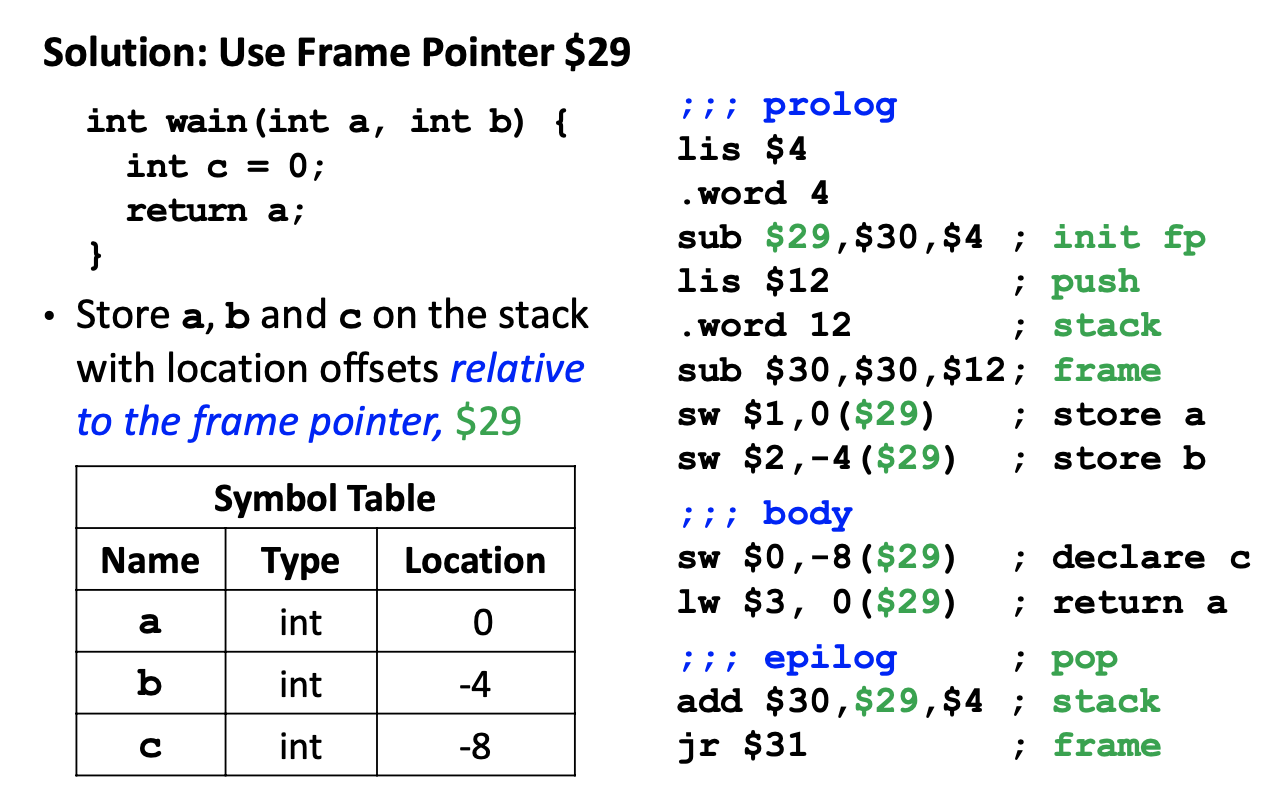 Solution: Use Frame Pointer $29
int wain(int a, int b) {
int c = 0;
return a;
}
• Store a, b and c on the stack
with location offsets relative
to the frame pointer, $29
Symbol Table
Name Type Location
a int 0
b int -4
c int -8
;;; prolog
lis $4
.word 4
sub $29,$30,$4 ; init fp
lis $12 ; push
.word 12 ; stack
sub $30,$30,$12; frame
sw $1,0($29) ; store a
sw $2,-4($29) ; store b
;;; body
sw $0,-8($29) ; declare c
lw $3, 0($29) ; return a
;;; epilog ; pop
add $30,$29,$4 ; stack
jr $31 ; frame